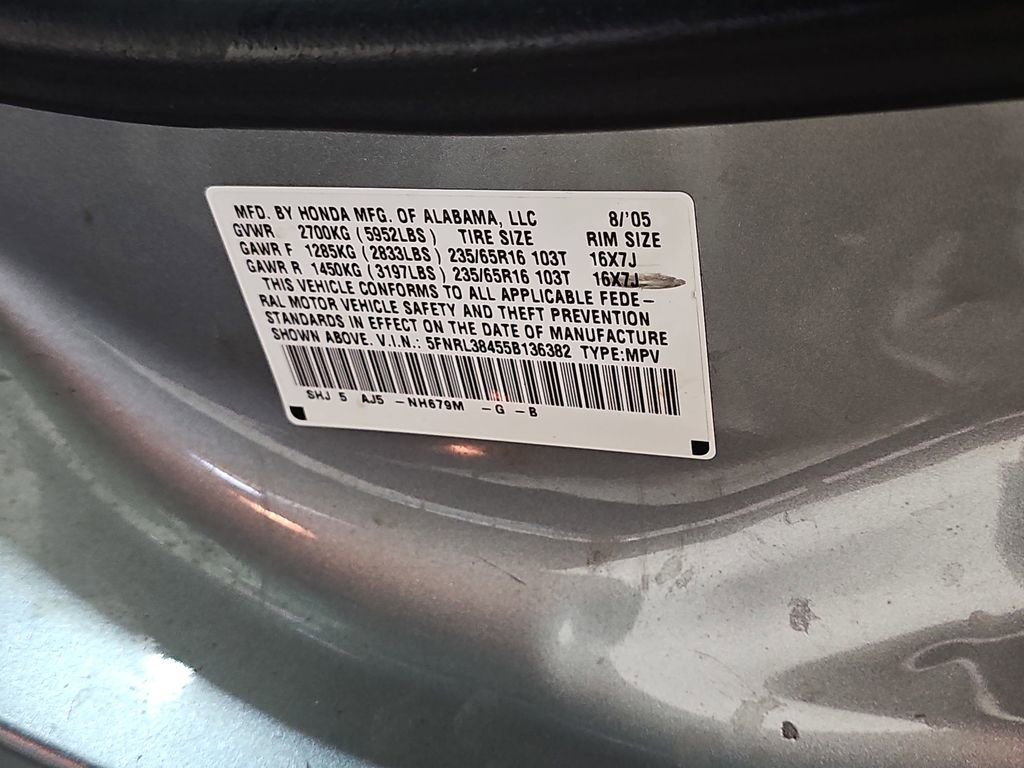 MFD. BY HONDA MFG. OF ALABAMA, LLC 8/'05
GVWR 2700KG (5952LBS) TIRE SIZE RIM SIZE
GAWR F 1285KG (2833LBS) 235/65R16 103T 16X7J
GAWR R 1450KG (3197LBS) 235/65R16 103T 16X7J
THIS VEHICLE CONFORMS TO ALL APPLICABLE FEDE-
RAL MOTOR VEHICLE SAFETY AND THEFT PREVENTION
STANDARDS IN EFFECT ON THE DATE OF MANUFACTURE
SHOWN ABOVE. V.I.N.: 5FNRL38455B136382 TYPE:MPV
SHJ 5 AJ5 -NH679M -G -B